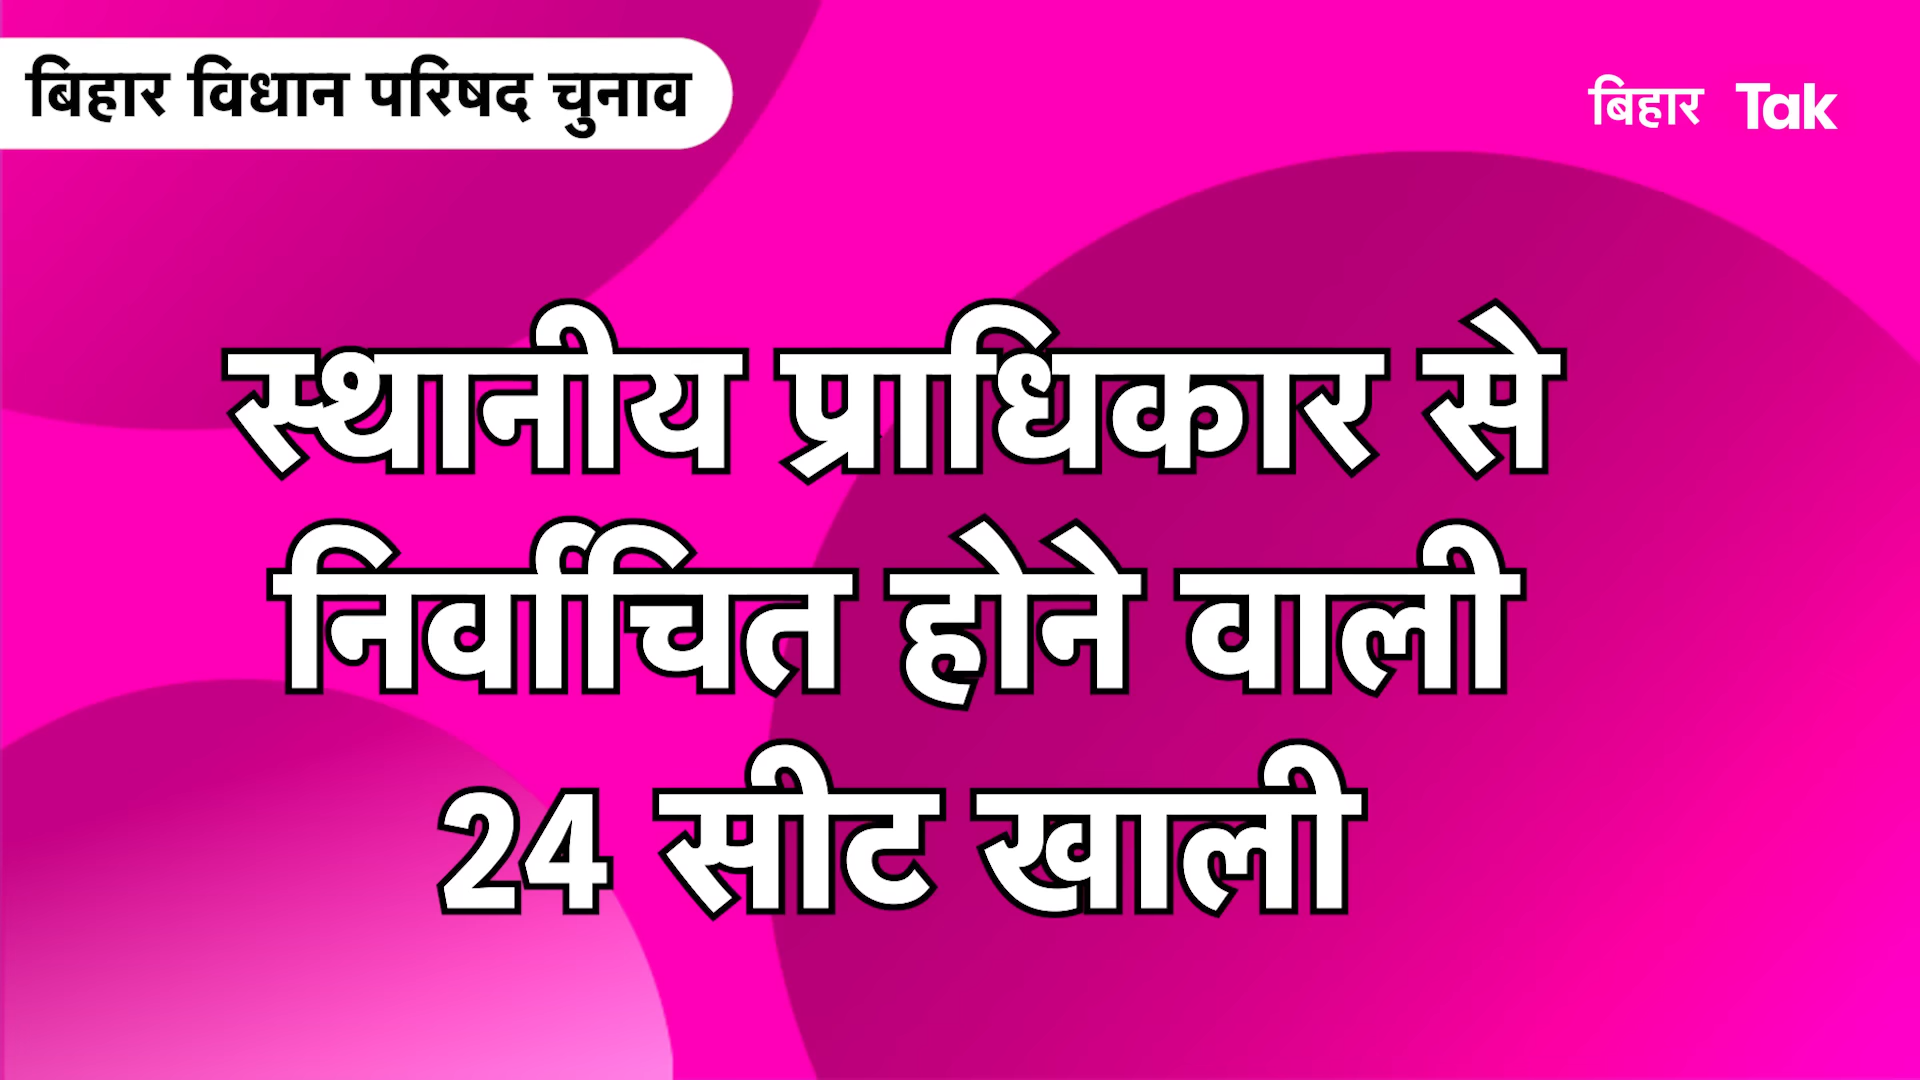 बिहार विधान परिषद चुनाव
बिहार Tak
स्थानीय प्राधिकार से
निर्वाचित होने वाली
24 सीट खाली